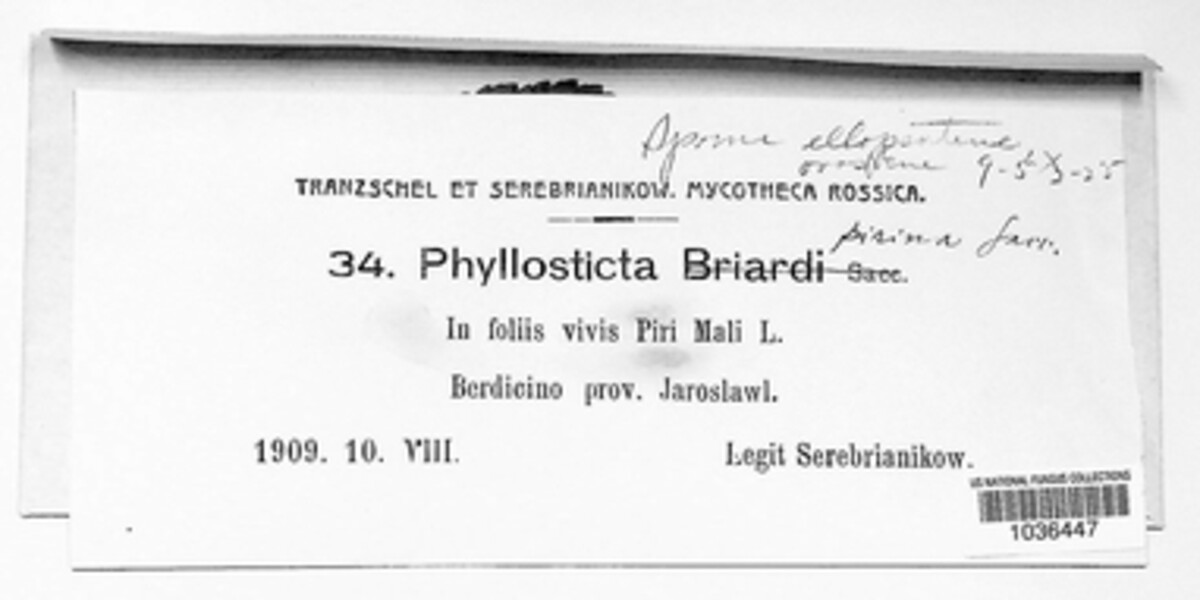 TRANZSCHEL ET SEREBRIANIKOW. MYCOTHECA ROSSICA.
pirina Sacc.
34. Phyllosticta Briardi Sacc.
In foliis vivis Piri Mali L.
Berdicino prov. Jaroslawl.
1909. 10. VIII.
Legit Serebrianikow.
US NATIONAL FUNGUS COLLECTIONS
1036447